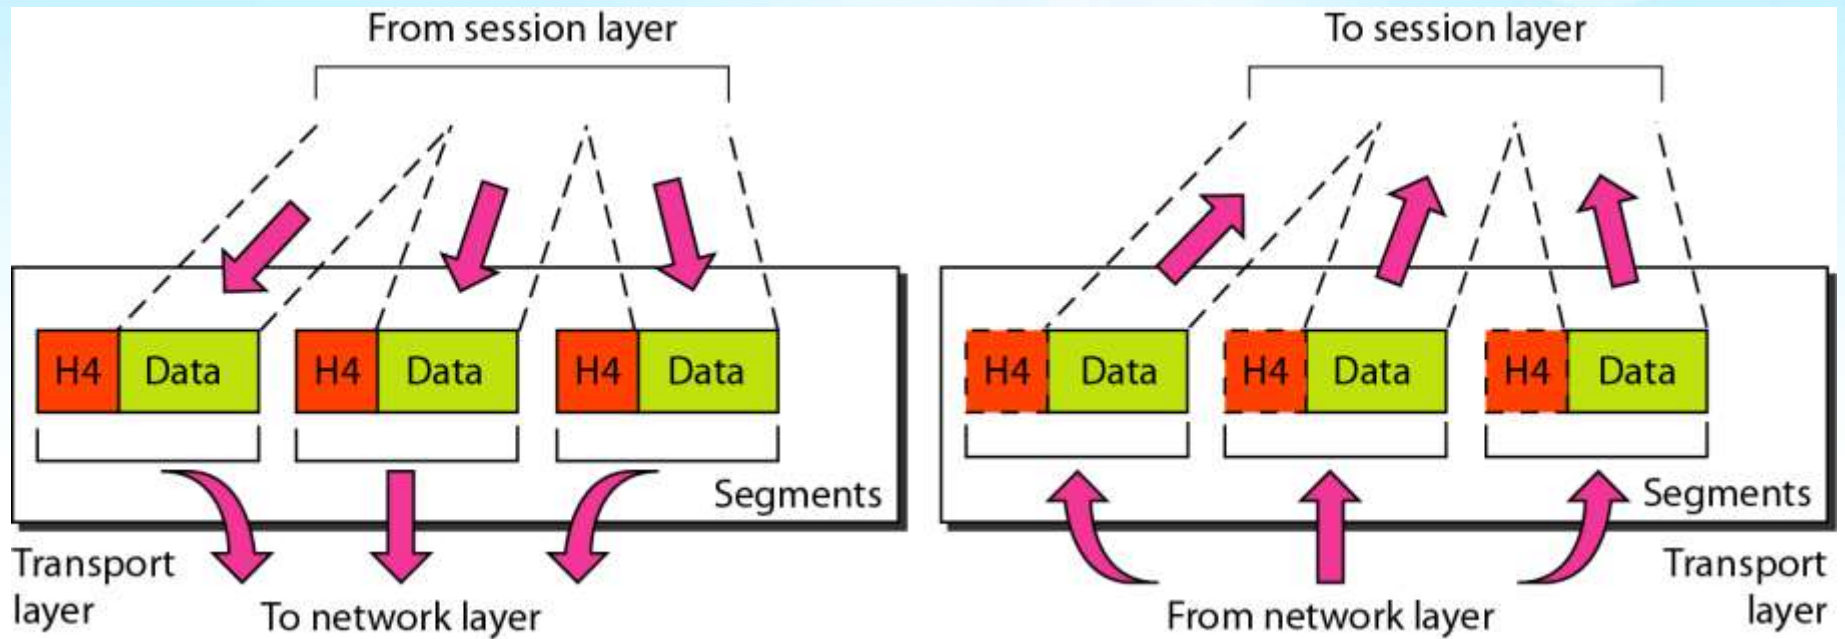 From session layer
H4 Data H4 Data H4 Data
Segments
Transport
layer
To network layer
To session layer
H4 Data H4 Data H4 Data
Segments
From network layer
Transport
layer